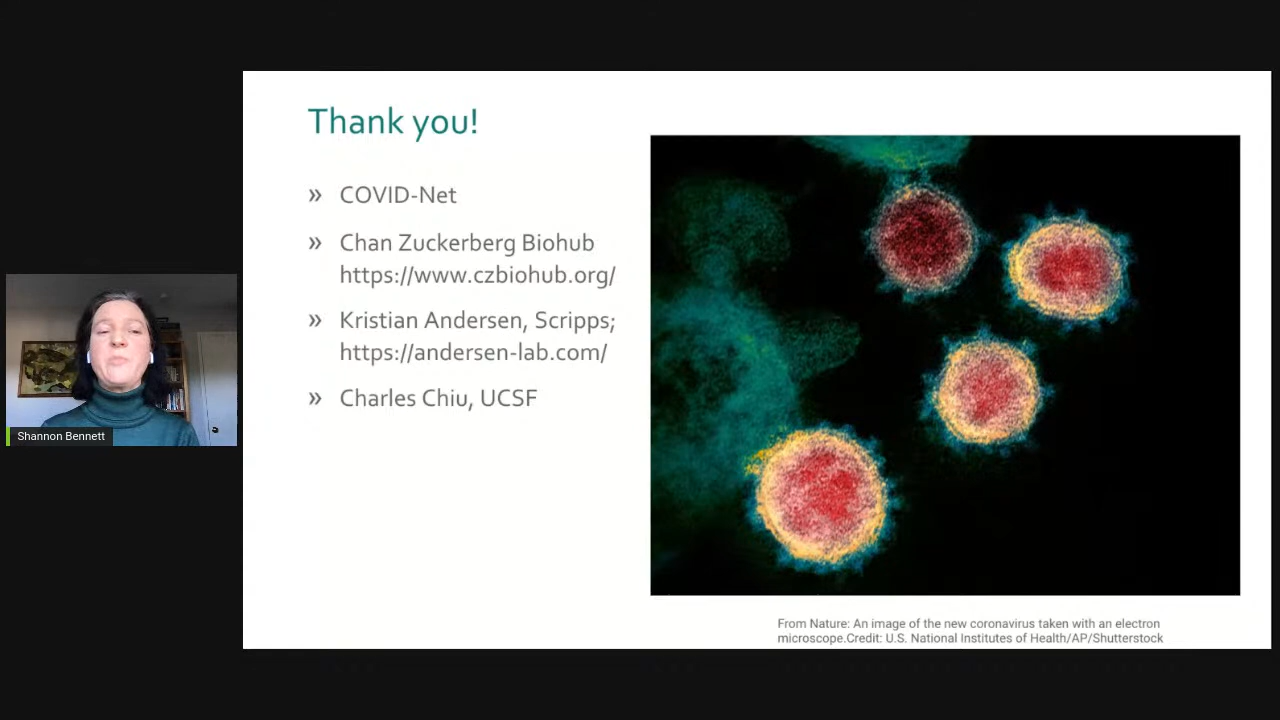 Thank you!
» COVID-Net
» Chan Zuckerberg Biohub
https://www.czbiohub.org/
» Kristian Andersen, Scripps;
https://andersen-lab.com/
» Charles Chiu, UCSF
Shannon Bennett
From Nature: An image of the new coronavirus taken with an electron
microscope.Credit: U.S. National Institutes of Health/AP/Shutterstock